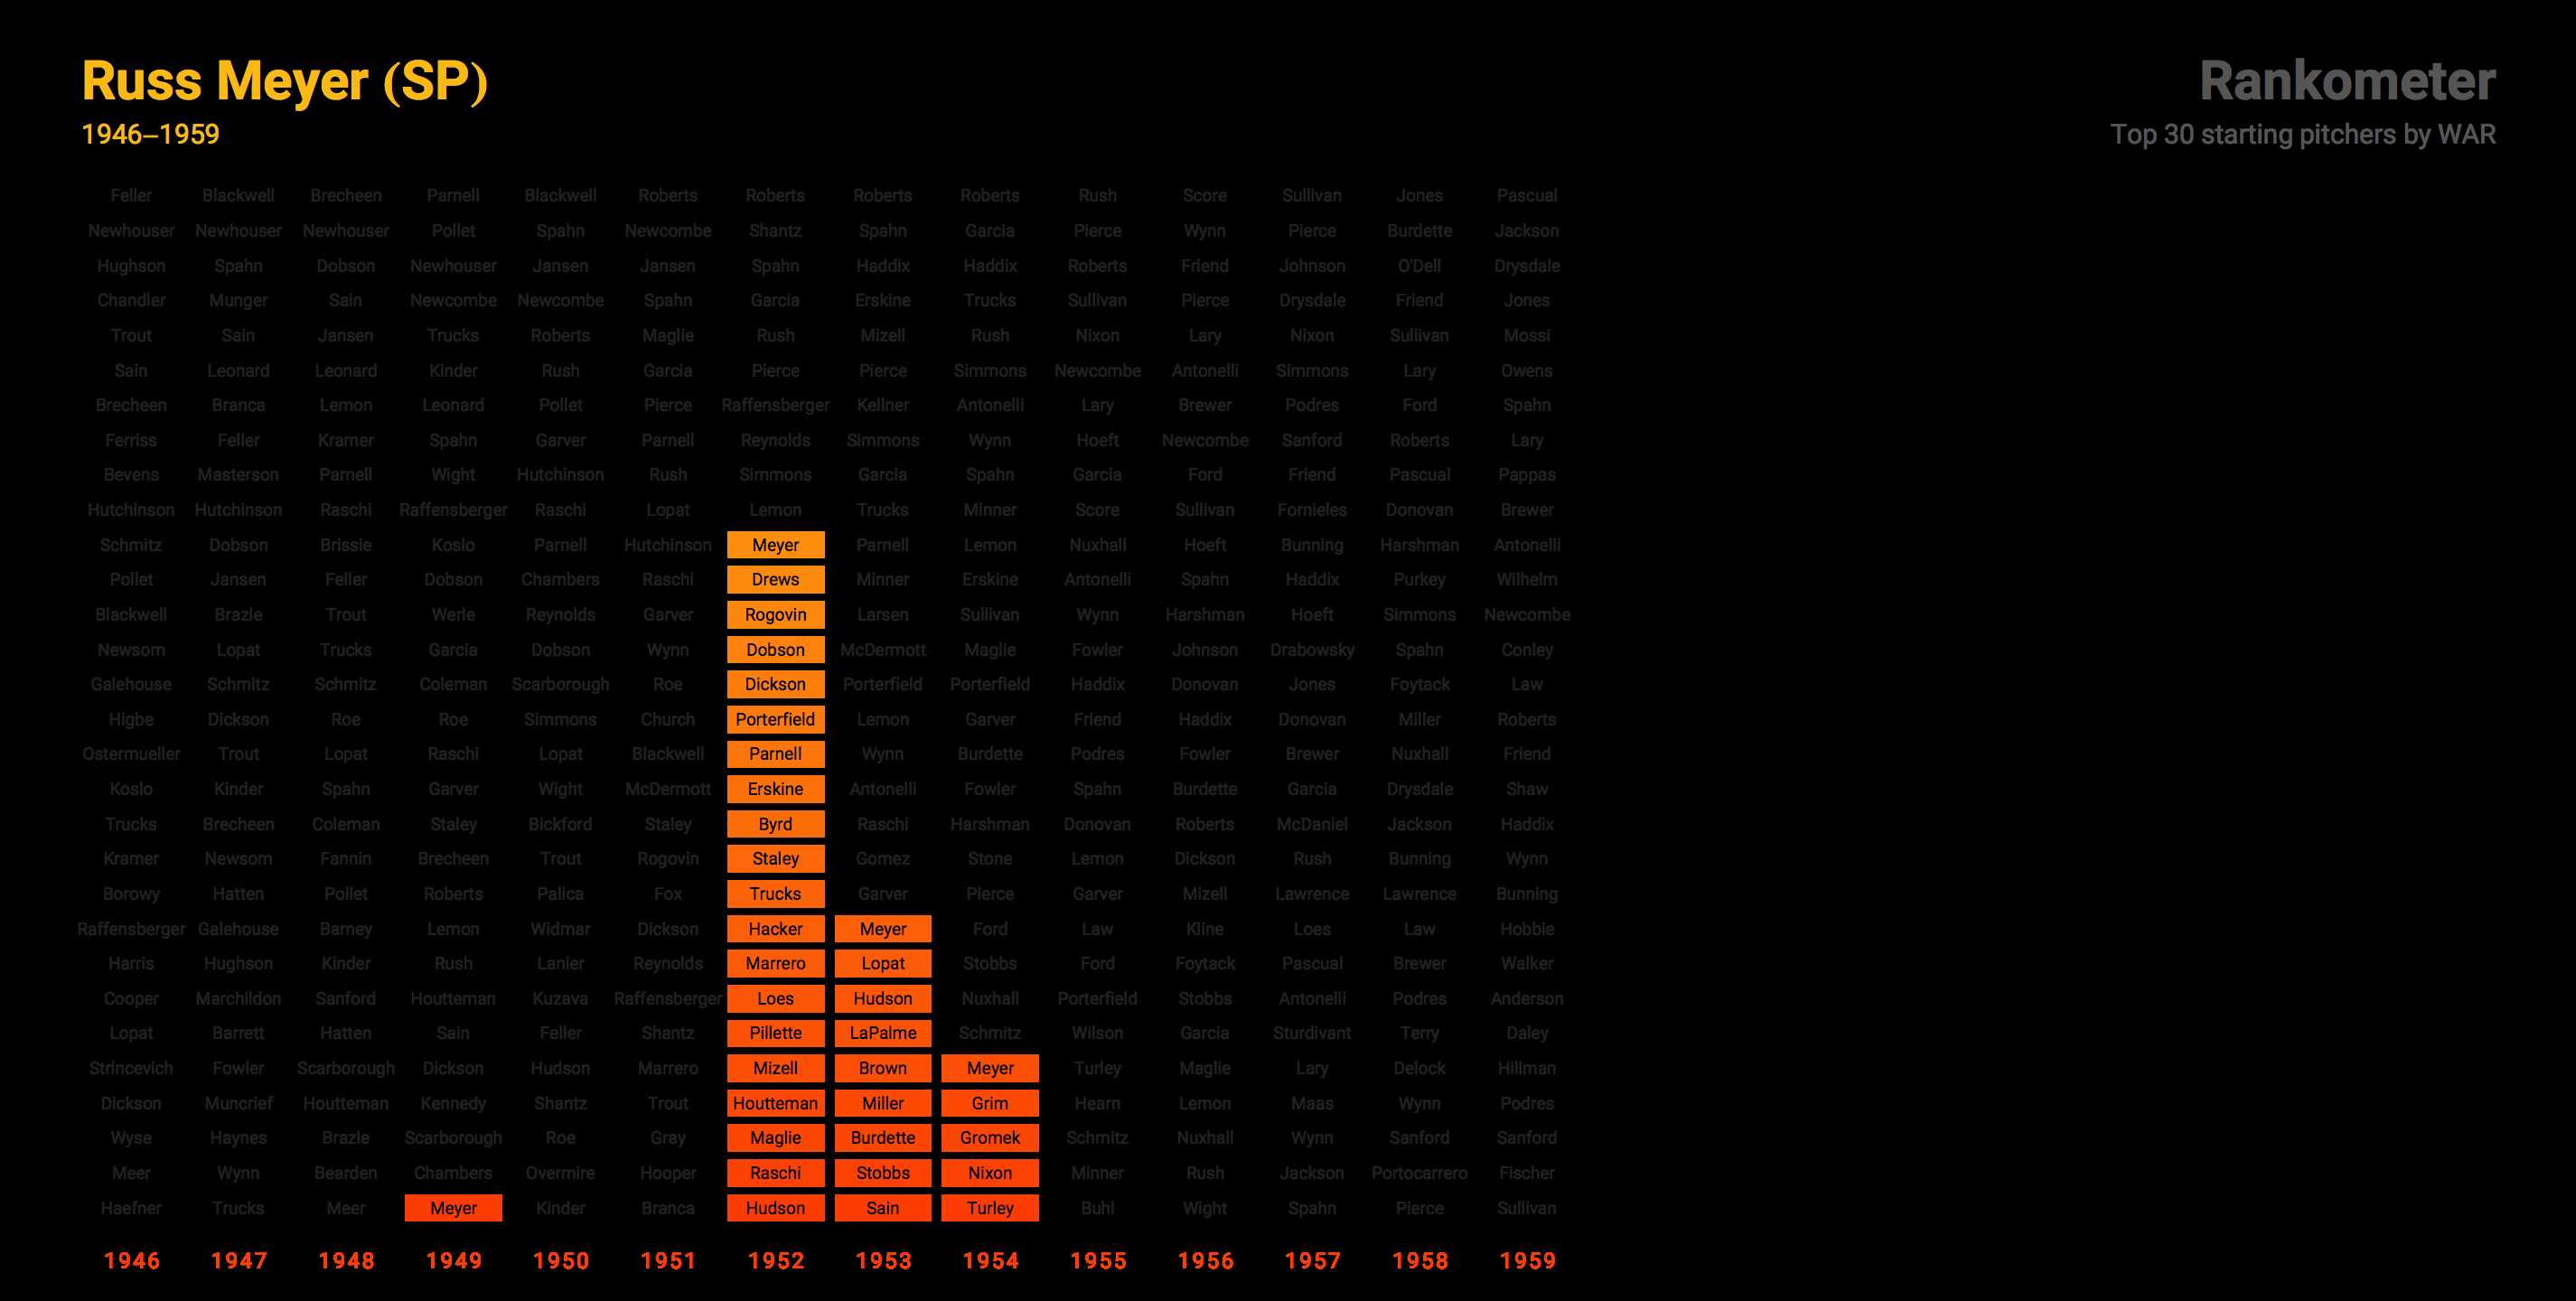 Russ Meyer (SP)
1946–1959
Rankometer
Top 30 starting pitchers by WAR
Feller Blackwell Brecheen Parnell Blackwell Roberts Roberts Roberts Roberts Rush Score Sullivan Jones Pascual
Newhouser Newhouser Newhouser Pollet Spahn Newcombe Shantz Spahn Garcia Pierce Wynn Pierce Burdette Jackson
Hughson Spahn Dobson Newhouser Jansen Jansen Spahn Haddix Haddix Roberts Friend Johnson O'Dell Drysdale
Chandler Munger Sain Newcombe Newcombe Spahn Garcia Erskine Trucks Sullivan Pierce Drysdale Friend Jones
Trout Sain Jansen Trucks Roberts Maglie Rush Mizell Rush Nixon Lary Nixon Sullivan Mossi
Sain Leonard Leonard Kinder Rush Garcia Pierce Pierce Simmons Newcombe Antonelli Simmons Lary Owens
Brecheen Branca Lemon Leonard Pollet Pierce Raffensberger Kellner Antonelli Lary Brewer Podres Ford Spahn
Ferriss Feller Kramer Spahn Garver Parnell Reynolds Simmons Wynn Hoeft Newcombe Sanford Roberts Lary
Bevens Masterson Parnell Wight Hutchinson Rush Simmons Garcia Spahn Garcia Ford Friend Pascual Pappas
Hutchinson Hutchinson Raschi Raffensberger Raschi Lopat Lemon Trucks Minner Score Sullivan Fornieles Donovan Brewer
Schmitz Dobson Brissie Koslo Parnell Hutchinson Meyer Parnell Lemon Nuxhall Hoeft Bunning Harshman Antonelli
Pollet Jansen Feller Dobson Chambers Raschi Drews Minner Erskine Antonelli Spahn Haddix Purkey Wilhelm
Blackwell Brazle Trout Werle Reynolds Garver Rogovin Larsen Sullivan Wynn Harshman Hoeft Simmons Newcombe
Newsom Lopat Trucks Garcia Dobson Wynn Dobson McDermott Maglie Fowler Johnson Drabowsky Spahn Conley
Galehouse Schmitz Schmitz Coleman Scarborough Roe Dickson Porterfield Porterfield Haddix Donovan Jones Foytack Law
Higbe Dickson Roe Roe Simmons Church Porterfield Lemon Garver Friend Haddix Donovan Miller Roberts
Ostermueller Trout Lopat Raschi Lopat Blackwell Parnell Wynn Burdette Podres Fowler Brewer Nuxhall Friend
Koslo Kinder Spahn Garver Wight McDermott Erskine Antonelli Fowler Spahn Burdette Garcia Drysdale Shaw
Trucks Brecheen Coleman Staley Bickford Staley Byrd Raschi Harshman Donovan Roberts McDaniel Jackson Haddix
Kramer Newsom Fannin Brecheen Trout Rogovin Staley Gomez Stone Lemon Dickson Rush Bunning Wynn
Borowy Hatten Pollet Roberts Palica Fox Trucks Garver Pierce Garver Mizell Lawrence Lawrence Bunning
Raffensberger Galehouse Barney Lemon Widmar Dickson Hacker Meyer Ford Law Kline Loes Law Hobbie
Harris Hughson Kinder Rush Lanier Reynolds Marrero Lopat Stobbs Ford Foytack Pascual Brewer Walker
Cooper Marchildon Sanford Houtteman Kuzava Raffensberger Loes Hudson Nuxhall Porterfield Stobbs Antonelli Podres Anderson
Lopat Barrett Hatten Sain Feller Shantz Pillette LaPalme Schmitz Wilson Garcia Sturdivant Terry Daley
Strincevich Fowler Scarborough Dickson Hudson Marrero Mizell Brown Meyer Turley Maglie Lary Delock Hillman
Dickson Muncrief Houtteman Kennedy Shantz Trout Houtteman Miller Grim Hearn Lemon Maas Wynn Podres
Wyse Haynes Brazle Scarborough Roe Gray Maglie Burdette Gromek Schmitz Nuxhall Wynn Sanford Sanford
Meer Wynn Bearden Chambers Overmire Hooper Raschi Stobbs Nixon Minner Rush Jackson Portocarrero Fischer
Haefner Trucks Meer Meyer Kinder Branca Hudson Sain Turley Buhl Wight Spahn Pierce Sullivan
1946 1947 1948 1949 1950 1951 1952 1953 1954 1955 1956 1957 1958 1959